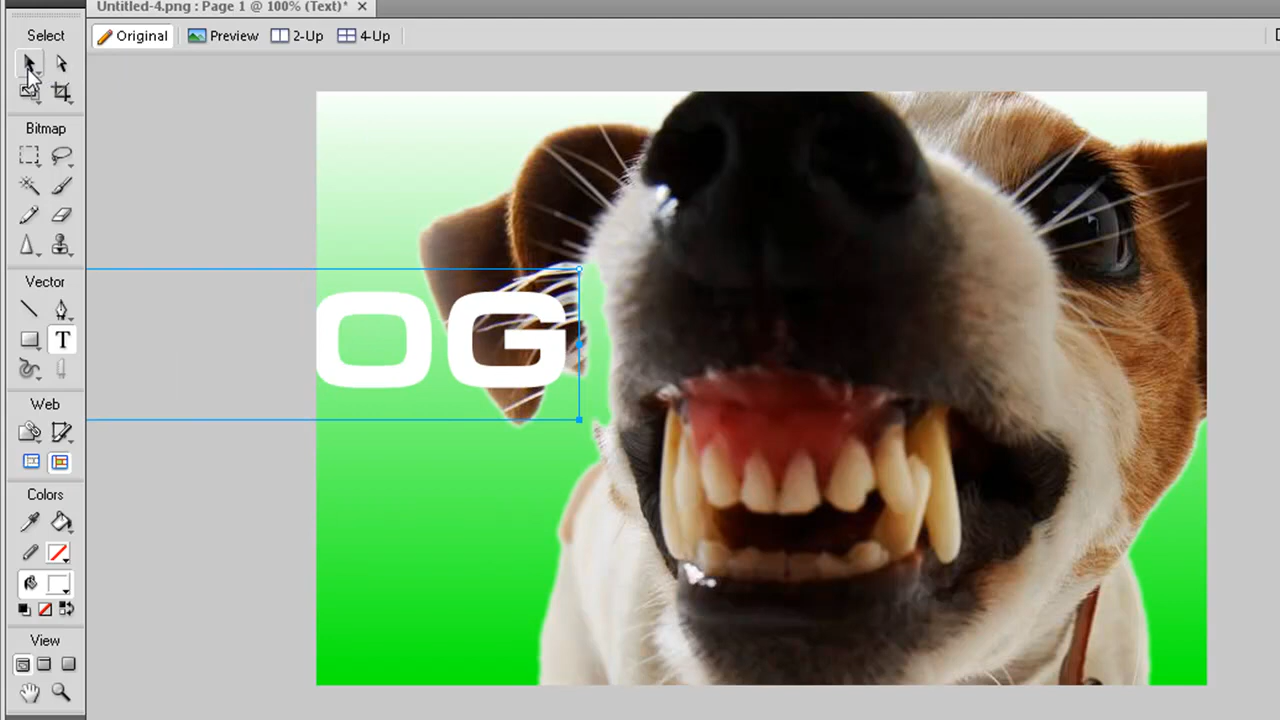 Untitled-4.png : Page 1 @ 100% (Text)*
Select
Original Preview 2-Up 4-Up
Bitmap
Vector
T
OG
Web
Colors
View